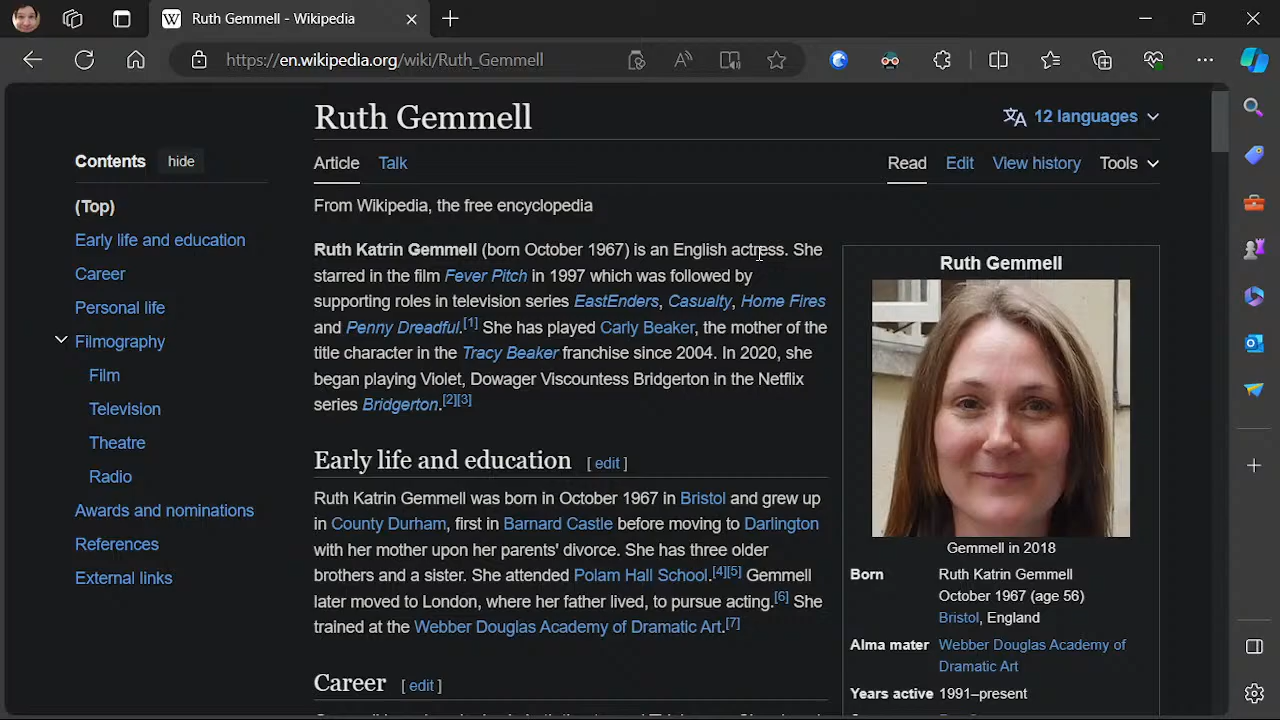 Ruth Gemmell - Wikipedia
https://en.wikipedia.org/wiki/Ruth_Gemmell
Ruth Gemmell
12 languages
Contents hide
Article Talk
Read Edit View history Tools
(Top)
From Wikipedia, the free encyclopedia
Early life and education
Career
Personal life
Filmography
Film
Television
Theatre
Radio
Awards and nominations
References
External links
Ruth Katrin Gemmell (born October 1967) is an English actress. She
starred in the film Fever Pitch in 1997 which was followed by
supporting roles in television series EastEnders, Casualty, Home Fires
and Penny Dreadful.[1] She has played Carly Beaker, the mother of the
title character in the Tracy Beaker franchise since 2004. In 2020, she
began playing Violet, Dowager Viscountess Bridgerton in the Netflix
series Bridgerton.[2][3]
Early life and education [ edit ]
Ruth Katrin Gemmell was born in October 1967 in Bristol and grew up
in County Durham, first in Barnard Castle before moving to Darlington
with her mother upon her parents' divorce. She has three older
brothers and a sister. She attended Polam Hall School.[4][5] Gemmell
later moved to London, where her father lived, to pursue acting.[6] She
trained at the Webber Douglas Academy of Dramatic Art.[7]
Career [ edit ]
Ruth Gemmell
Gemmell in 2018
Born Ruth Katrin Gemmell
October 1967 (age 56)
Bristol, England
Alma mater Webber Douglas Academy of
Dramatic Art
Years active 1991–present